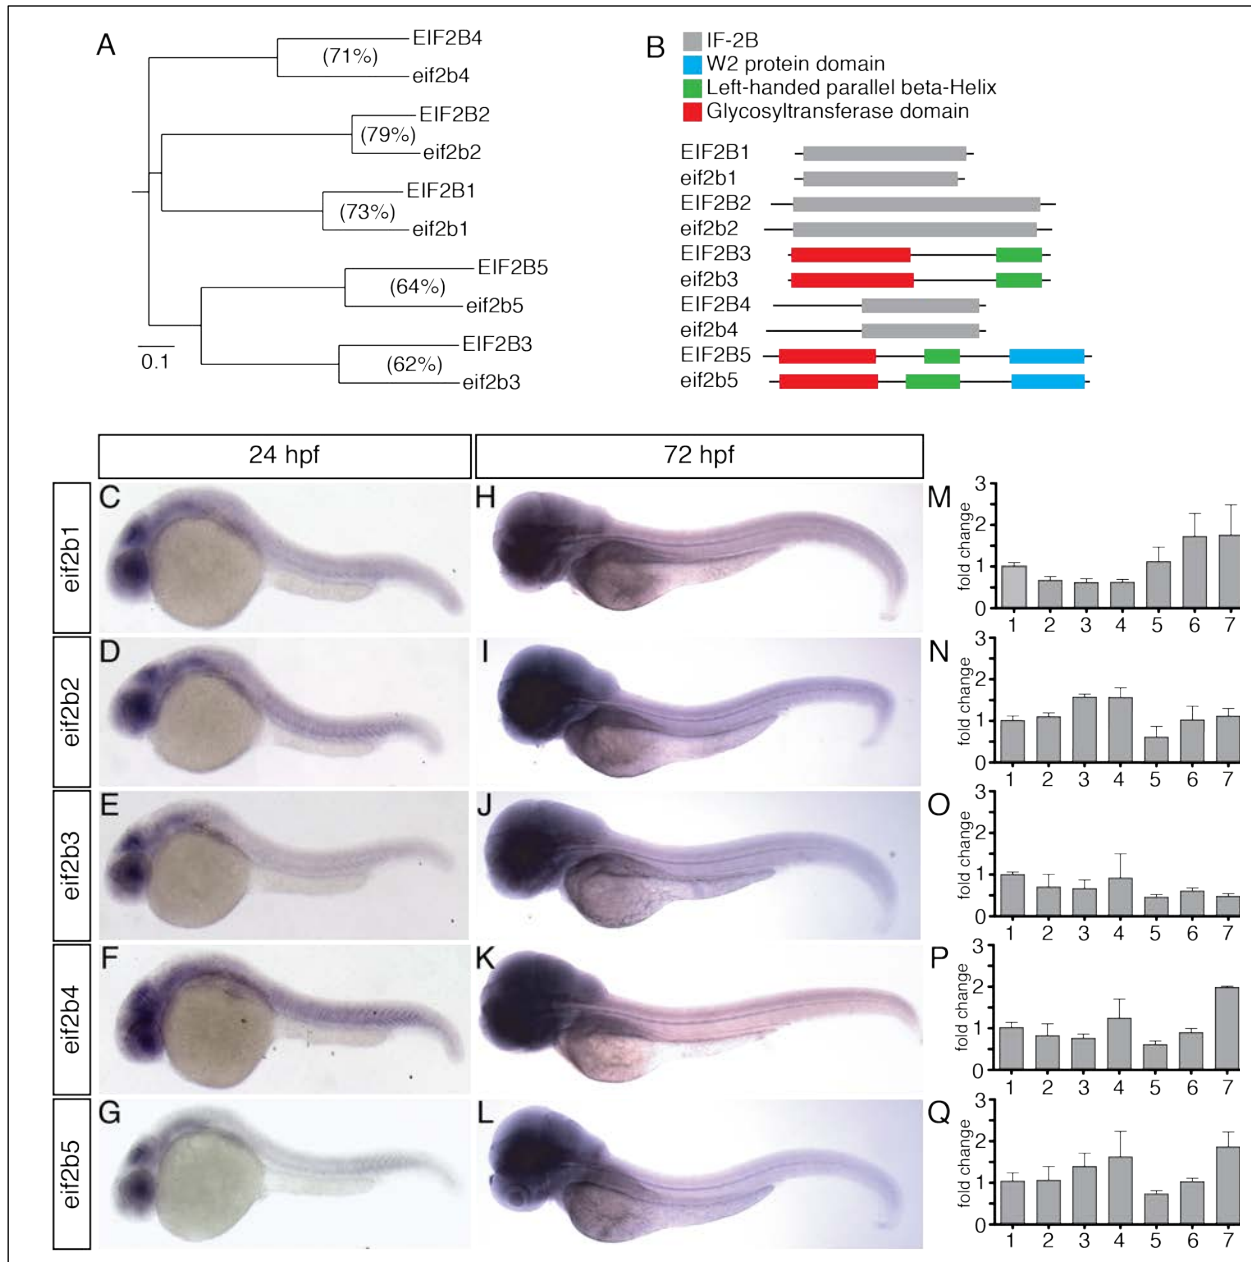 A
EIF2B4
(71%)
eif2b4
EIF2B2
(79%)
eif2b2
EIF2B1
(73%)
eif2b1
EIF2B5
(64%)
eif2b5
EIF2B3
(62%)
eif2b3
0.1
B
IF-2B
W2 protein domain
Left-handed parallel beta-Helix
Glycosyltransferase domain
EIF2B1
eif2b1
EIF2B2
eif2b2
EIF2B3
eif2b3
EIF2B4
eif2b4
EIF2B5
eif2b5
24 hpf
72 hpf
eif2b1
C
H
M
fold change
3
2
1
0
1 2 3 4 5 6 7
eif2b2
D
I
N
fold change
3
2
1
0
1 2 3 4 5 6 7
eif2b3
E
J
O
fold change
3
2
1
0
1 2 3 4 5 6 7
eif2b4
F
K
P
fold change
3
2
1
0
1 2 3 4 5 6 7
eif2b5
G
L
Q
fold change
3
2
1
0
1 2 3 4 5 6 7